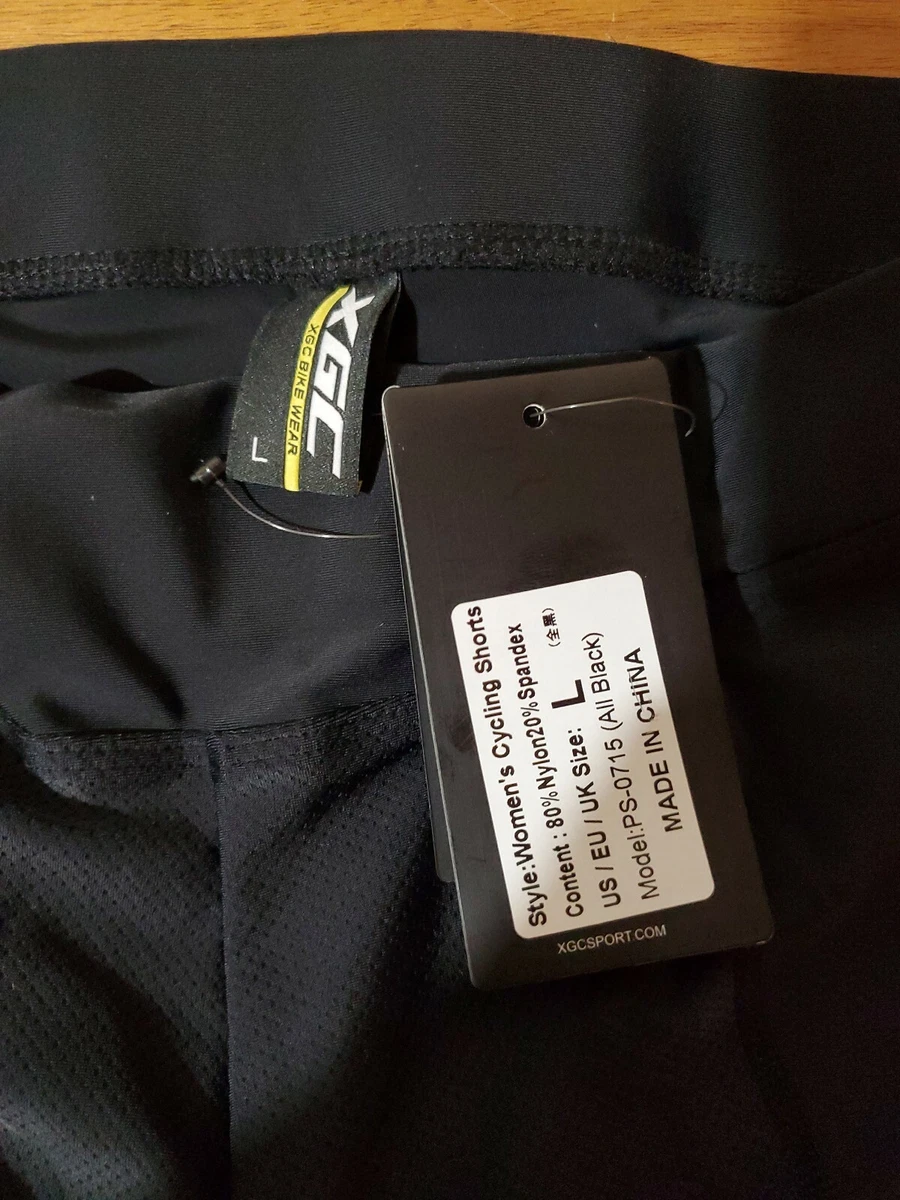 XGC
XGC BIKE WEAR
L
Style:Women's Cycling Shorts
Content : 80%Nylon20%Spandex
US / EU / UK Size: L (全黑)
Model:PS-0715 (All Black)
MADE IN CHINA
XGCSPORT.COM